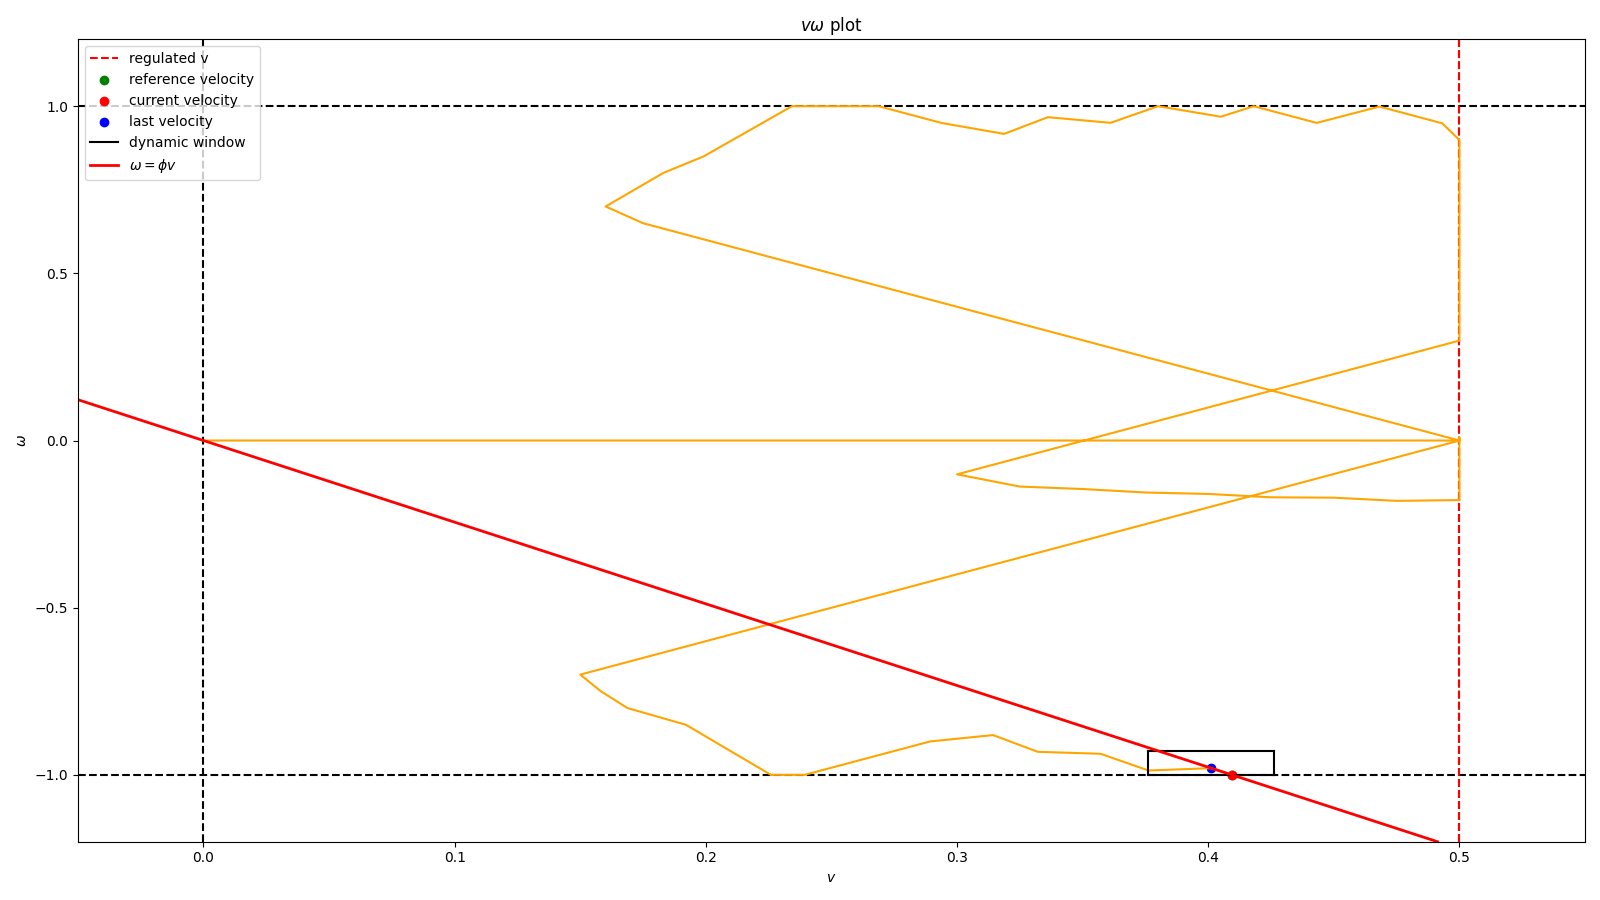 vω plot
regulated v
reference velocity
current velocity
last velocity
dynamic window
ω = ϕv
1.0
0.5
0.0
−0.5
−1.0
ω
0.0 0.1 0.2 0.3 0.4 0.5
v